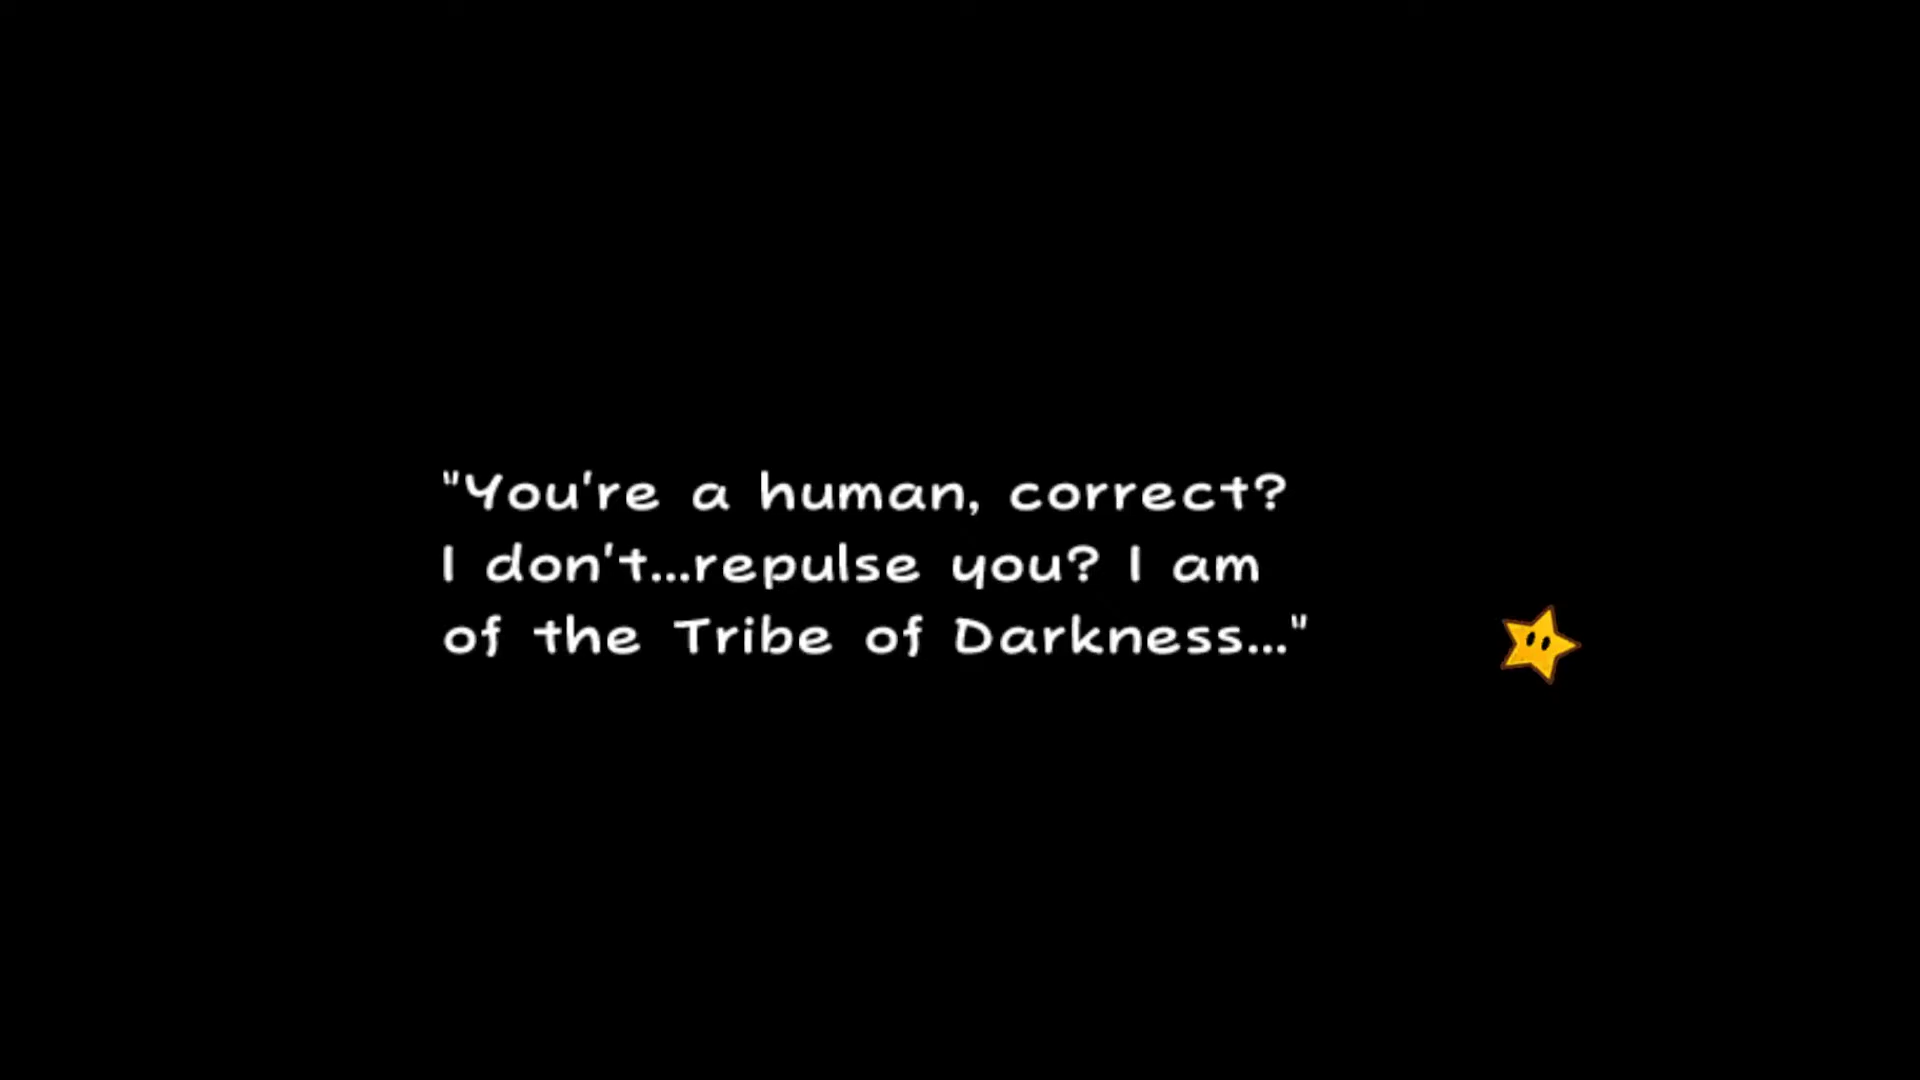 "You're a human, correct?
I don't...repulse you? I am
of the Tribe of Darkness..."